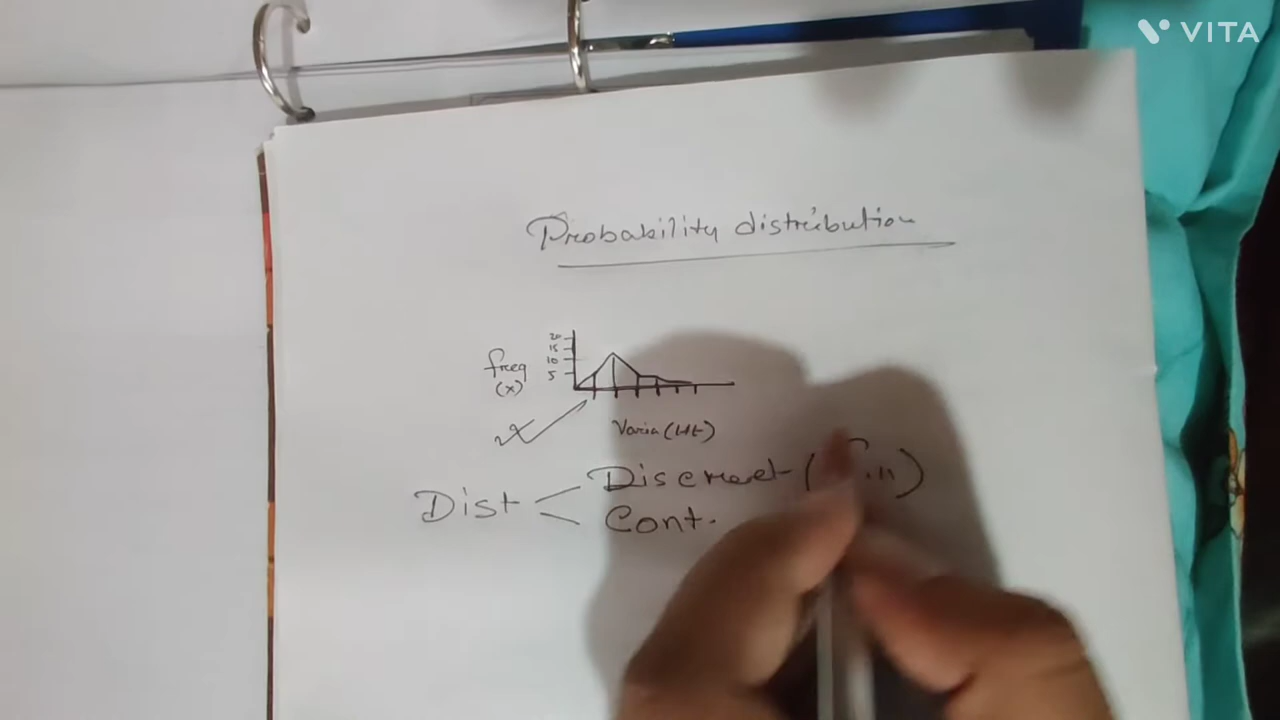 VITA
Probability distribution
20
15
10
5
freq
(x)
Varia(Ht)
Discreet (
Dist
Cont.